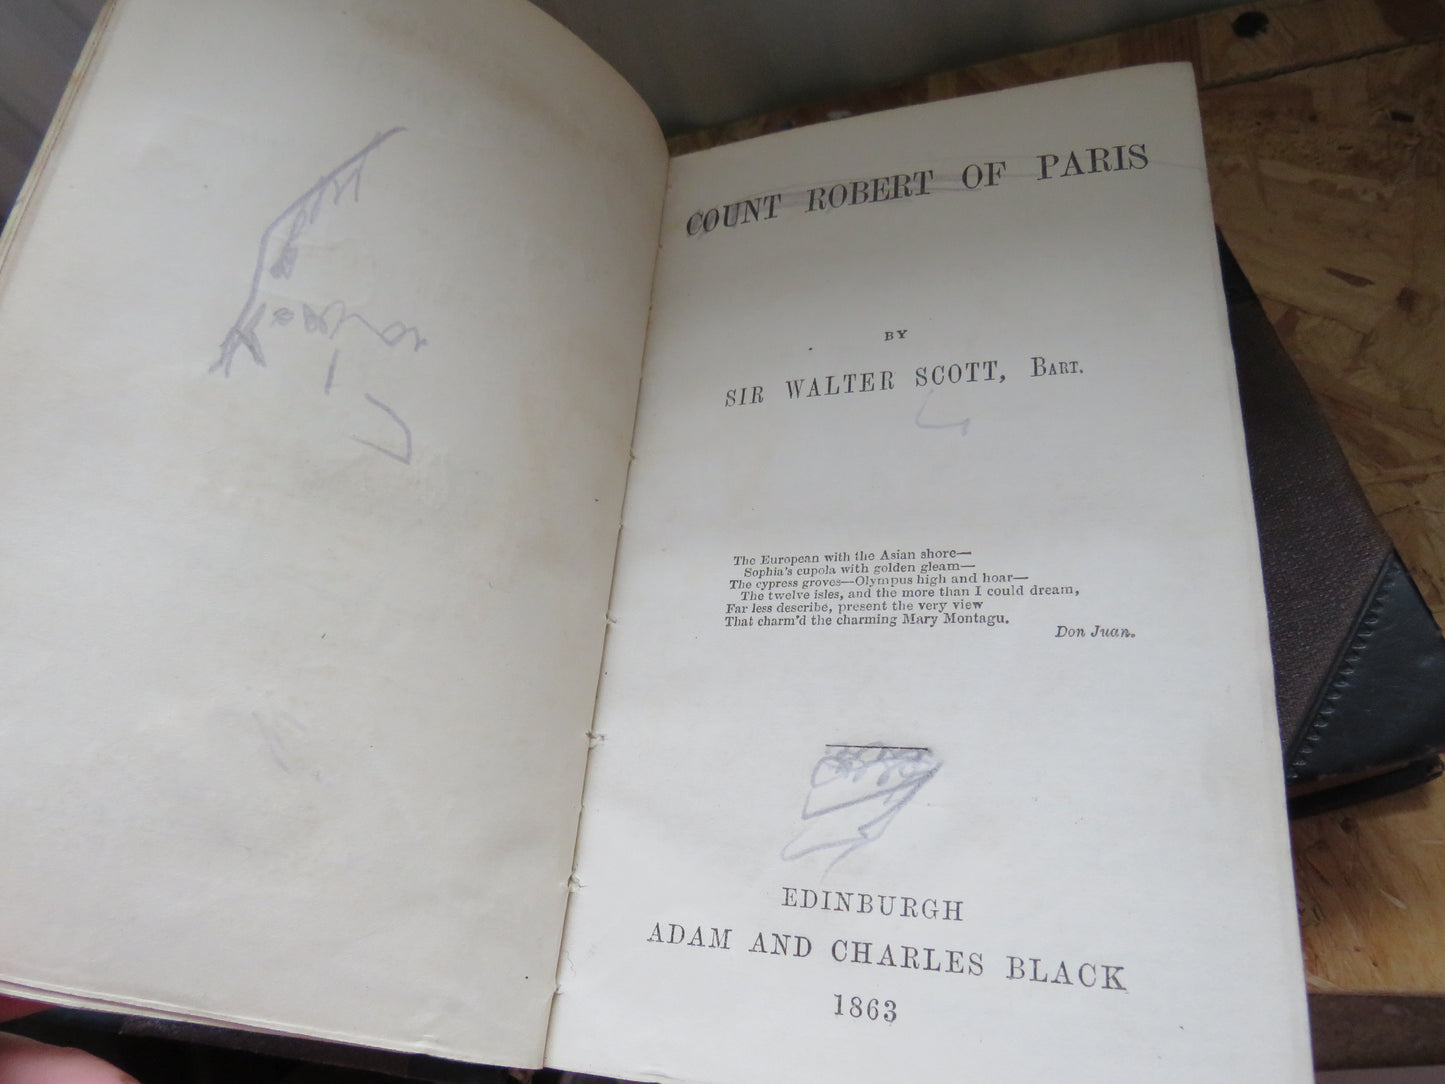 COUNT ROBERT OF PARIS
BY
SIR WALTER SCOTT, BART.
The European with the Asian shore—
Sophia's cupola with golden gleam—
The cypress groves—Olympus high and hoar—
The twelve isles, and the more than I could dream,
Far less describe, present the very view
That charm'd the charming Mary Montagu.
Don Juan.
EDINBURGH
ADAM AND CHARLES BLACK
1863